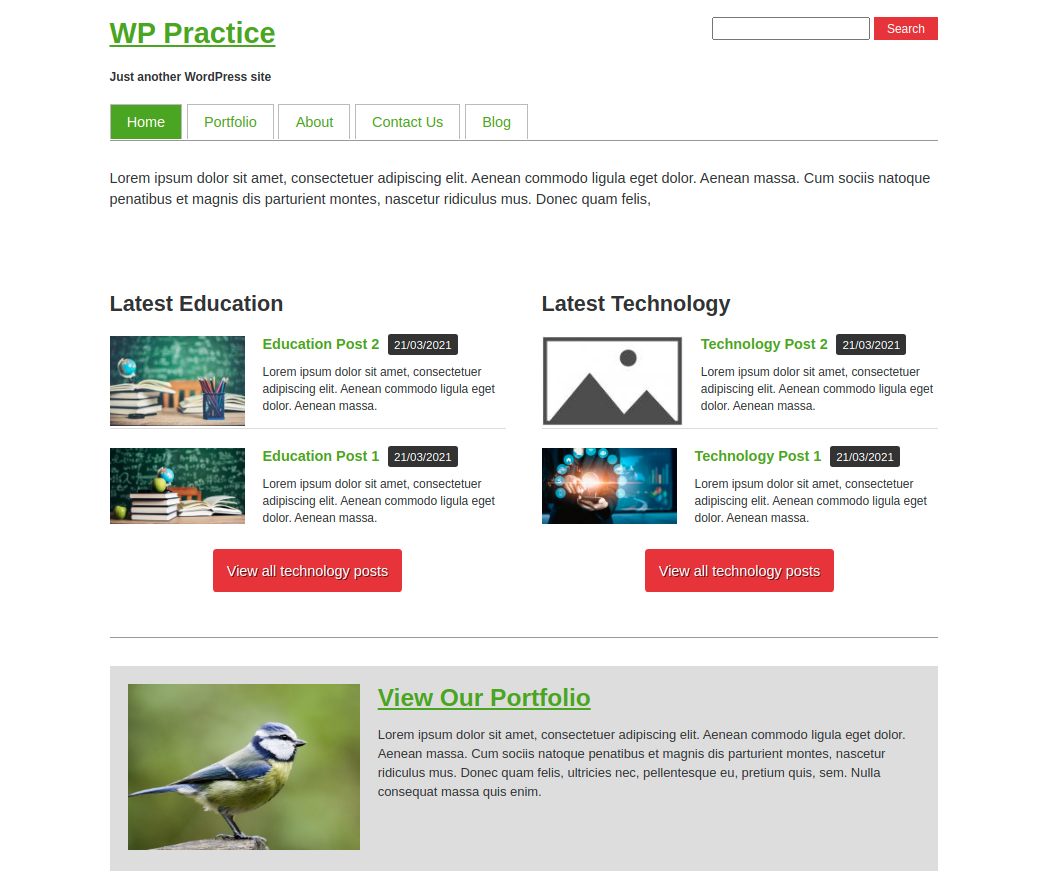 WP Practice
Search
Just another WordPress site
Home
Portfolio
About
Contact Us
Blog
Lorem ipsum dolor sit amet, consectetuer adipiscing elit. Aenean commodo ligula eget dolor. Aenean massa. Cum sociis natoque
penatibus et magnis dis parturient montes, nascetur ridiculus mus. Donec quam felis,
Latest Education
Education Post 2 21/03/2021
Lorem ipsum dolor sit amet, consectetuer
adipiscing elit. Aenean commodo ligula eget
dolor. Aenean massa.
Education Post 1 21/03/2021
Lorem ipsum dolor sit amet, consectetuer
adipiscing elit. Aenean commodo ligula eget
dolor. Aenean massa.
View all technology posts
Latest Technology
Technology Post 2 21/03/2021
Lorem ipsum dolor sit amet, consectetuer
adipiscing elit. Aenean commodo ligula eget
dolor. Aenean massa.
Technology Post 1 21/03/2021
Lorem ipsum dolor sit amet, consectetuer
adipiscing elit. Aenean commodo ligula eget
dolor. Aenean massa.
View all technology posts
View Our Portfolio
Lorem ipsum dolor sit amet, consectetuer adipiscing elit. Aenean commodo ligula eget dolor.
Aenean massa. Cum sociis natoque penatibus et magnis dis parturient montes, nascetur
ridiculus mus. Donec quam felis, ultricies nec, pellentesque eu, pretium quis, sem. Nulla
consequat massa quis enim.